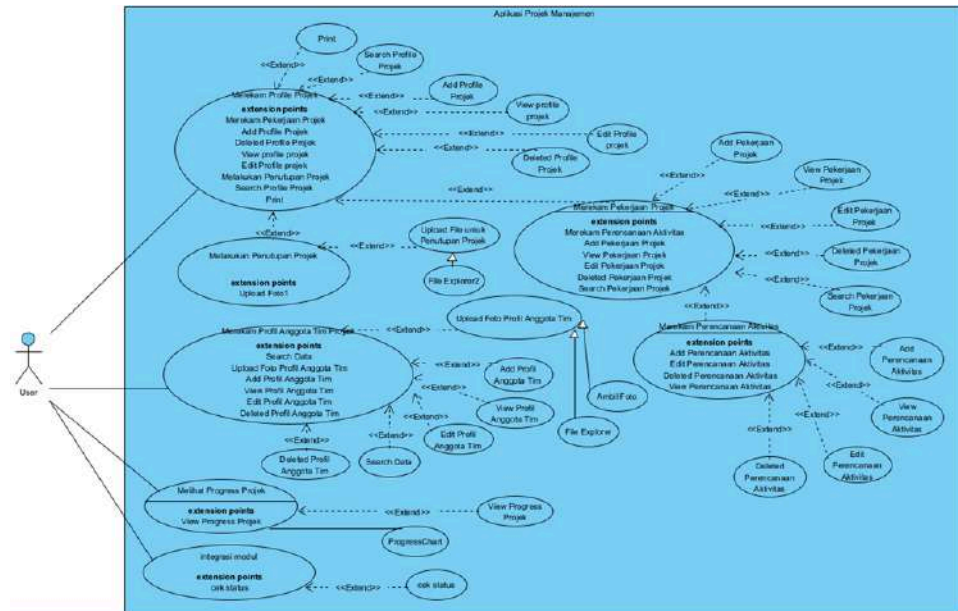 Aplikasi Projek Manajemen
Print
<<Extend>>
Search Profile
Projek
<<Extend>>
Merekam Profile Projek
extension points
Merekam Pekerjaan Projek
Add Profile Projek
Deleted Profile Projek
View profile projek
Edit Profile projek
Melakukan Penutupan Projek
Search Profile Projek
Print
<<Extend>>
Add Profile
Projek
<<Extend>>
View profile
projek
<<Extend>>
Edit Profile
projek
<<Extend>>
Deleted Profile
Projek
<<Extend>>
Add Pekerjaan
Projek
<<Extend>>
View Pekerjaan
Projek
<<Extend>>
Merekam Pekerjaan Projek
extension points
Merekam Perencanaan Aktivitas
Add Pekerjaan Projek
View Pekerjaan Projek
Edit Pekerjaan Projek
Deleted Pekerjaan Projek
Search Pekerjaan Projek
<<Extend>>
Edit Pekerjaan
Projek
<<Extend>>
Deleted Pekerjaan
Projek
<<Extend>>
Search Pekerjaan
Projek
<<Extend>>
Melakukan Penutupan Projek
extension points
Upload Foto1
<<Extend>>
Upload File untuk
Penutupan Projek
File Explorer2
<<Extend>>
Merekam Perencanaan Aktivitas
extension points
Add Perencanaan Aktivitas
Edit Perencanaan Aktivitas
Deleted Perencanaan Aktivitas
View Perencanaan Aktivitas
<<Extend>>
Add
Perencanaan
Aktivitas
<<Extend>>
View
Perencanaan
Aktivitas
<<Extend>>
Edit
Perencanaan
Aktivitas
<<Extend>>
Deleted
Perencanaan
Aktivitas
User
Merekam Profil Anggota Tim Projek
extension points
Search Data
Upload Foto Profil Anggota Tim
Add Profil Anggota Tim
View Profil Anggota Tim
Edit Profil Anggota Tim
Deleted Profil Anggota Tim
<<Extend>>
Upload Foto Profil Anggota Tim
AmbilFoto
File Explorer
<<Extend>>
Add Profil
Anggota Tim
<<Extend>>
View Profil
Anggota Tim
<<Extend>>
Edit Profil
Anggota Tim
<<Extend>>
Search Data
<<Extend>>
Deleted Profil
Anggota Tim
Melihat Progress Projek
extension points
View Progress Projek
<<Extend>>
View Progress
Projek
ProgressChart
integrasi modul
extension points
cek status
<<Extend>>
cek status